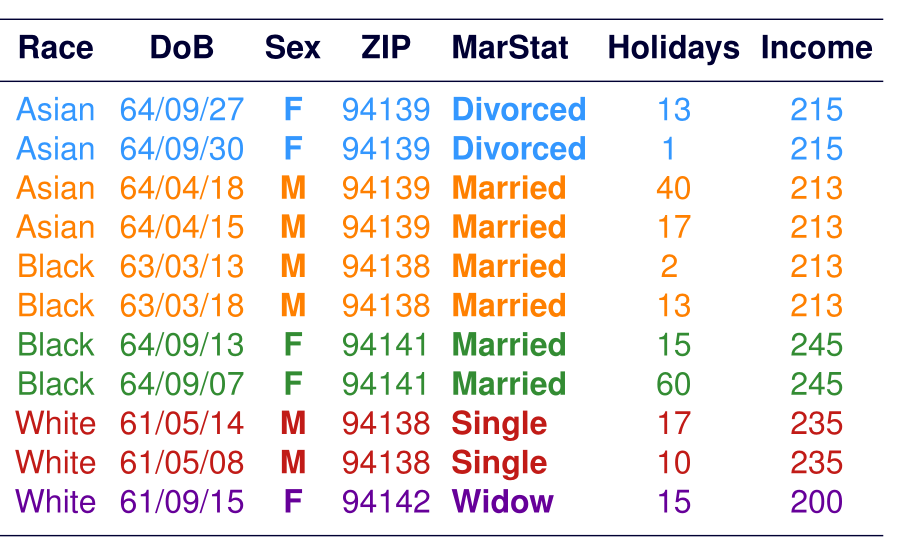 Race DoB Sex ZIP MarStat Holidays Income
Asian 64/09/27 F 94139 Divorced 13 215
Asian 64/09/30 F 94139 Divorced 1 215
Asian 64/04/18 M 94139 Married 40 213
Asian 64/04/15 M 94139 Married 17 213
Black 63/03/13 M 94138 Married 2 213
Black 63/03/18 M 94138 Married 13 213
Black 64/09/13 F 94141 Married 15 245
Black 64/09/07 F 94141 Married 60 245
White 61/05/14 M 94138 Single 17 235
White 61/05/08 M 94138 Single 10 235
White 61/09/15 F 94142 Widow 15 200